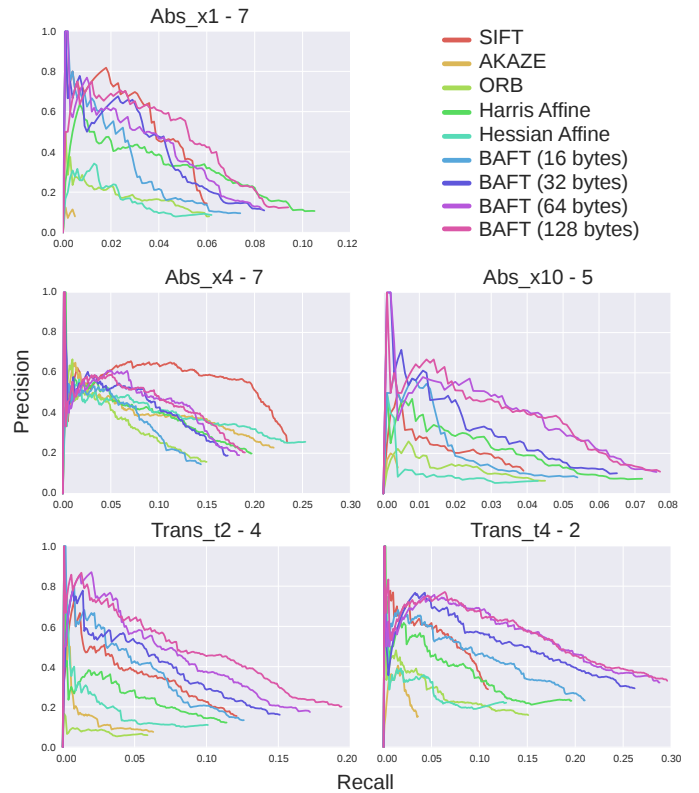 Abs_x1 - 7
1.0
0.8
0.6
0.4
0.2
0.0
0.00 0.02 0.04 0.06 0.08 0.10 0.12
SIFT
AKAZE
ORB
Harris Affine
Hessian Affine
BAFT (16 bytes)
BAFT (32 bytes)
BAFT (64 bytes)
BAFT (128 bytes)
Abs_x4 - 7
1.0
0.8
0.6
0.4
0.2
0.0
0.00 0.05 0.10 0.15 0.20 0.25 0.30
Abs_x10 - 5
0.00 0.01 0.02 0.03 0.04 0.05 0.06 0.07 0.08
Precision
Trans_t2 - 4
1.0
0.8
0.6
0.4
0.2
0.0
0.00 0.05 0.10 0.15 0.20
Trans_t4 - 2
0.00 0.05 0.10 0.15 0.20 0.25 0.30
Recall